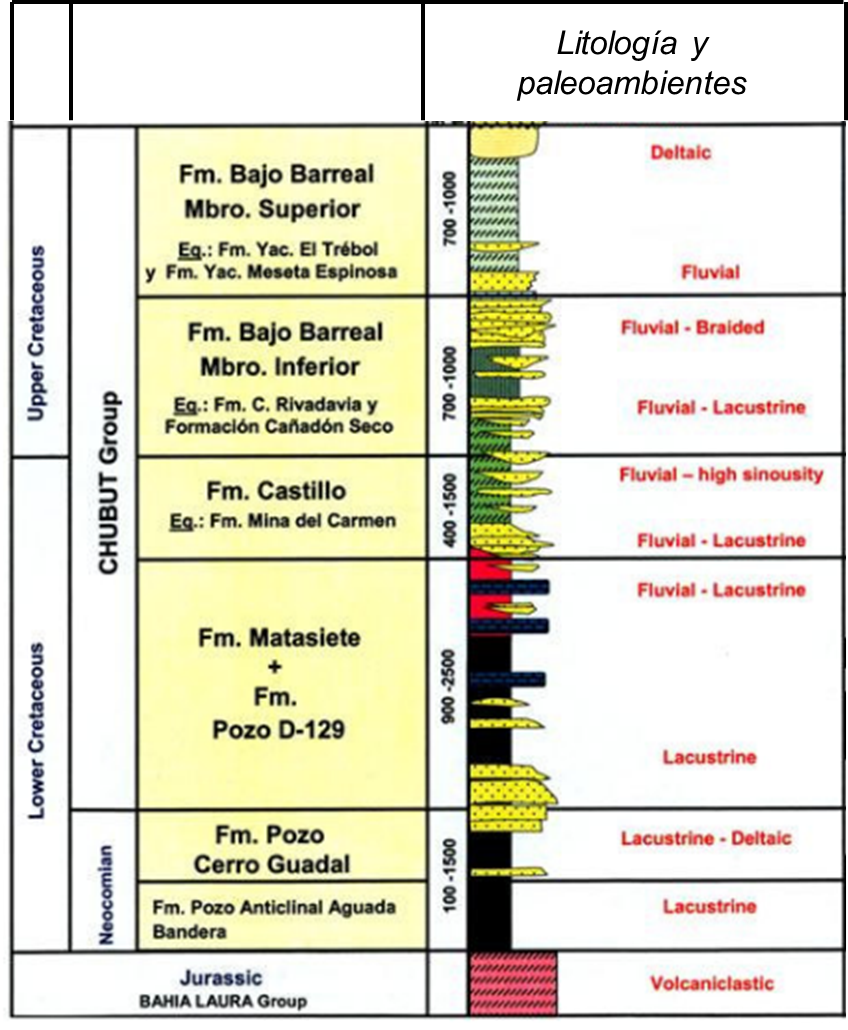 Litología y
paleoambientes
Upper Cretaceous
Lower Cretaceous
CHUBUT Group
Neocomian
Fm. Bajo Barreal
Mbro. Superior
Eq.: Fm. Yac. El Trébol
y Fm. Yac. Meseta Espinosa
700 -1000
Deltaic
Fluvial
Fm. Bajo Barreal
Mbro. Inferior
Eq.: Fm. C. Rivadavia y
Formación Cañadón Seco
700 -1000
Fluvial - Braided
Fluvial - Lacustrine
Fm. Castillo
Eq.: Fm. Mina del Carmen
400 -1500
Fluvial – high sinousity
Fluvial - Lacustrine
Fm. Matasiete
+
Fm.
Pozo D-129
900 -2500
Fluvial - Lacustrine
Lacustrine
Fm. Pozo
Cerro Guadal
100 -1500
Lacustrine - Deltaic
Fm. Pozo Anticlinal Aguada
Bandera
Lacustrine
Jurassic
BAHIA LAURA Group
Volcaniclastic